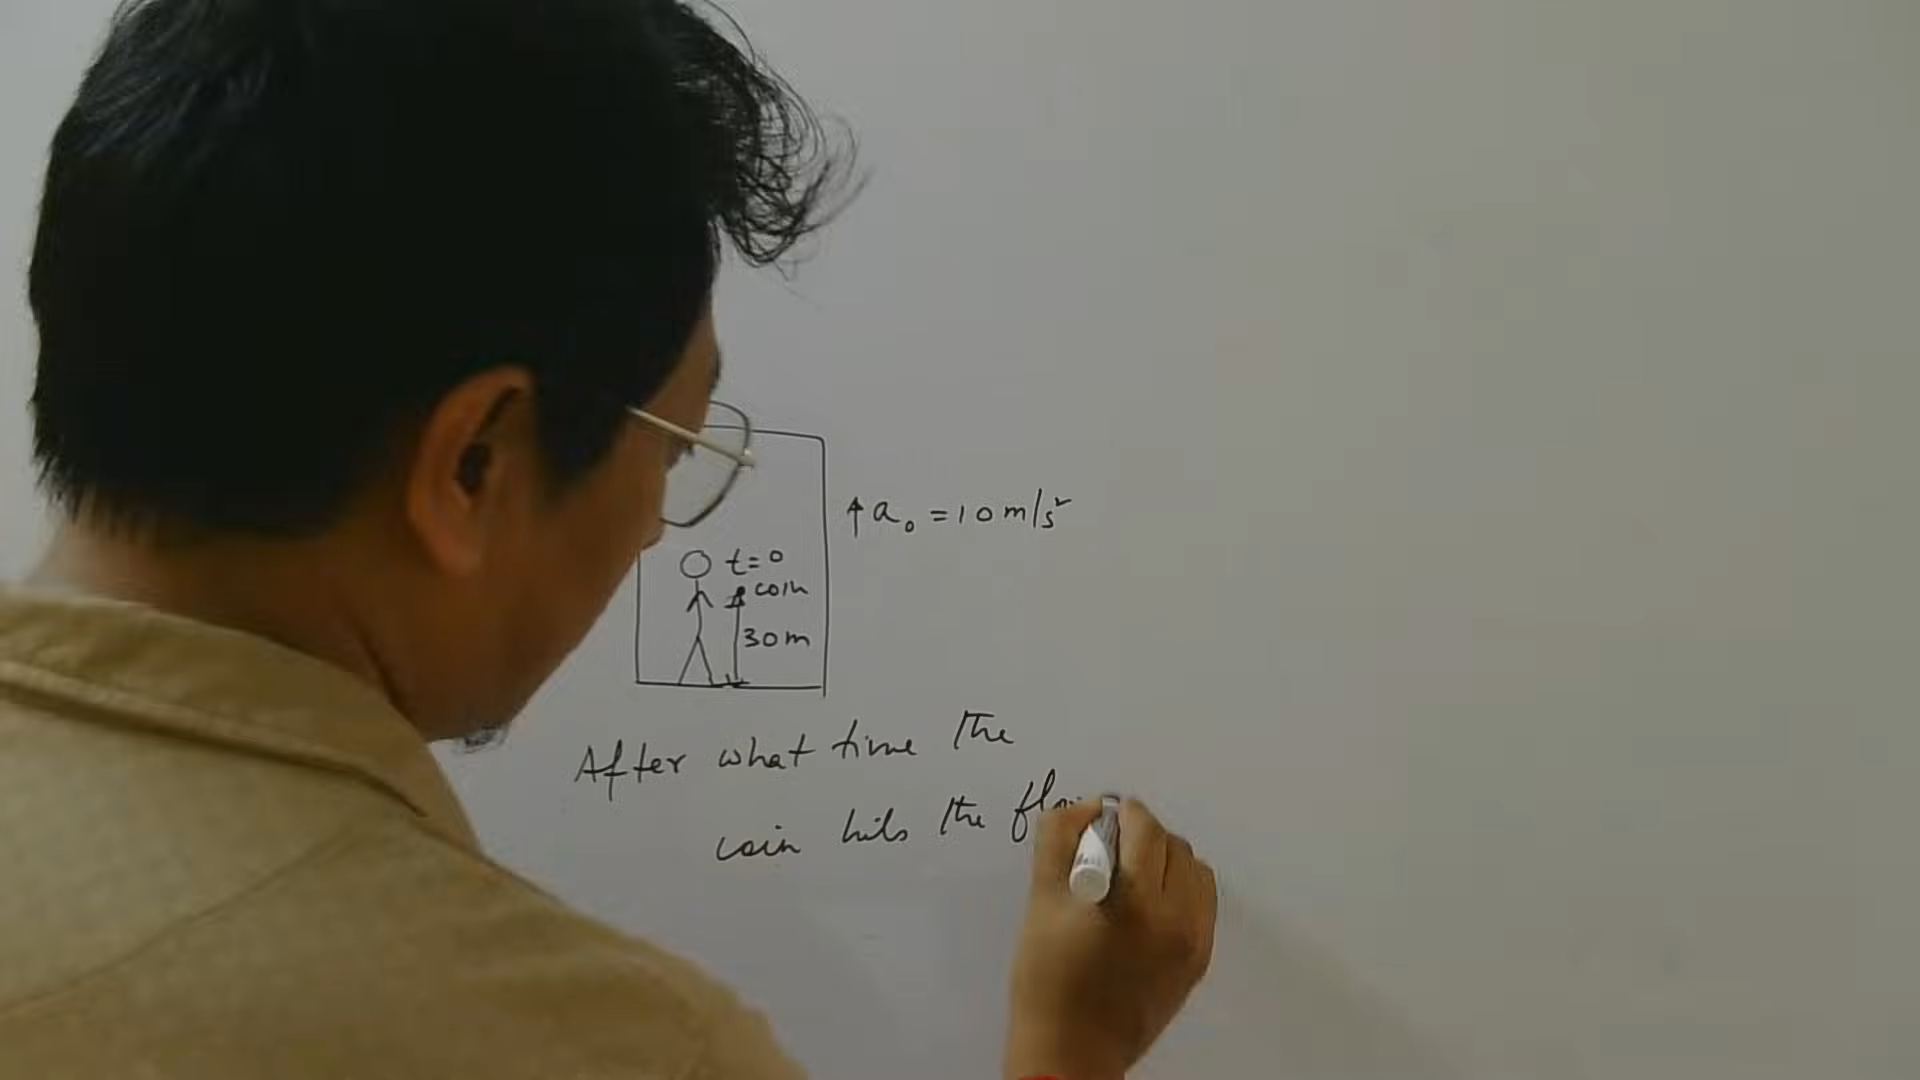 ↑ a₀ = 10 m/s²
t=0
coin
30m
After what time the
coin hits the